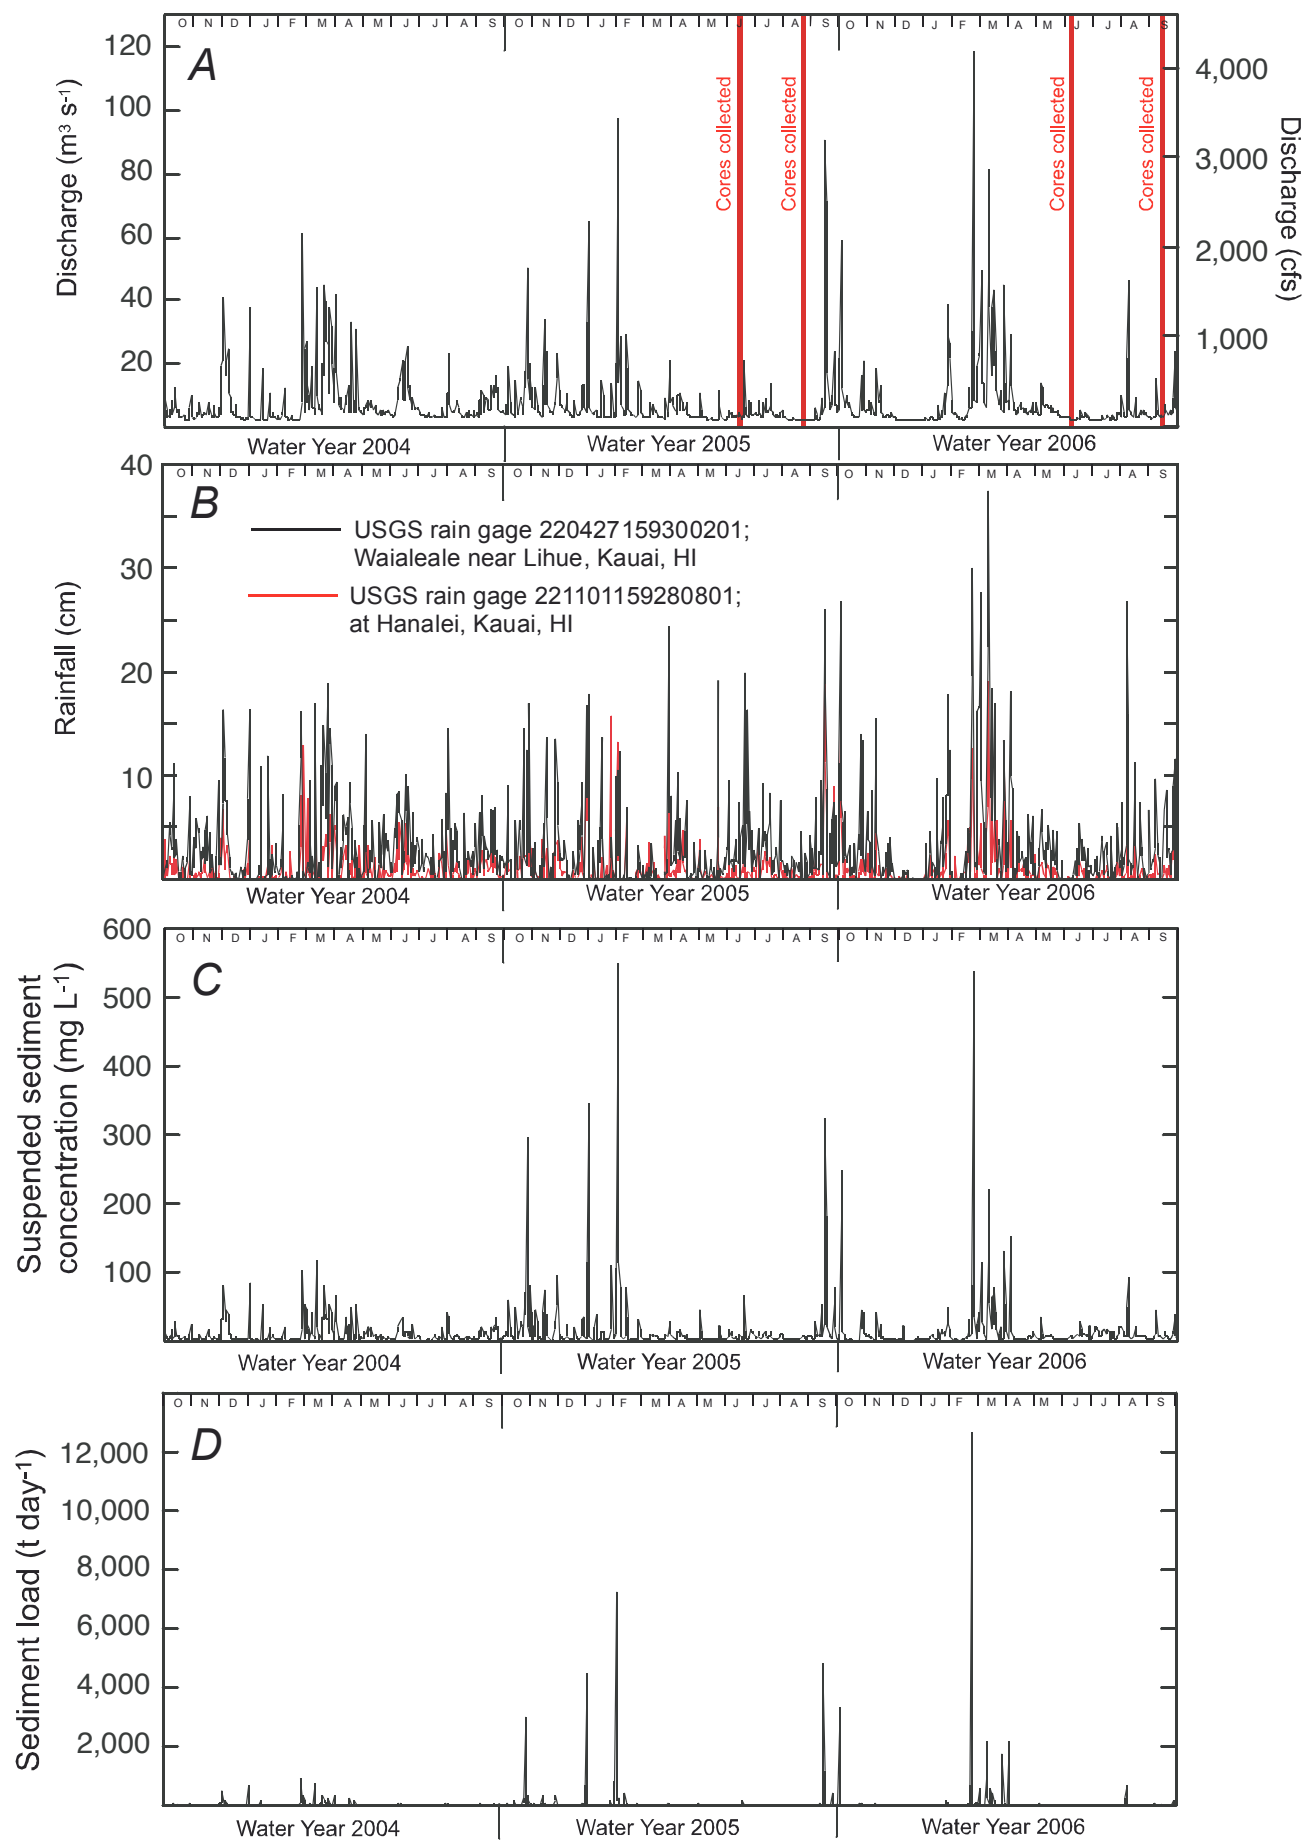 O N D J F M A M J J A S O N D J F M A M J J A S O N D J F M A M J J A S
A
120
100
80
60
40
20
Discharge (m³ s-¹)
4,000
3,000
2,000
1,000
Discharge (cfs)
Cores collected
Cores collected
Cores collected
Cores collected
Water Year 2004 Water Year 2005 Water Year 2006
O N D J F M A M J J A S O N D J F M A M J J A S O N D J F M A M J J A S
B
40
30
20
10
Rainfall (cm)
USGS rain gage 220427159300201;
Waialeale near Lihue, Kauai, HI
USGS rain gage 221101159280801;
at Hanalei, Kauai, HI
Water Year 2004 Water Year 2005 Water Year 2006
O N D J F M A M J J A S O N D J F M A M J J A S O N D J F M A M J J A S
C
600
500
400
300
200
100
Suspended sediment
concentration (mg L-¹)
Water Year 2004 Water Year 2005 Water Year 2006
O N D J F M A M J J A S O N D J F M A M J J A S O N D J F M A M J J A S
D
12,000
10,000
8,000
6,000
4,000
2,000
Sediment load (t day-¹)
Water Year 2004 Water Year 2005 Water Year 2006